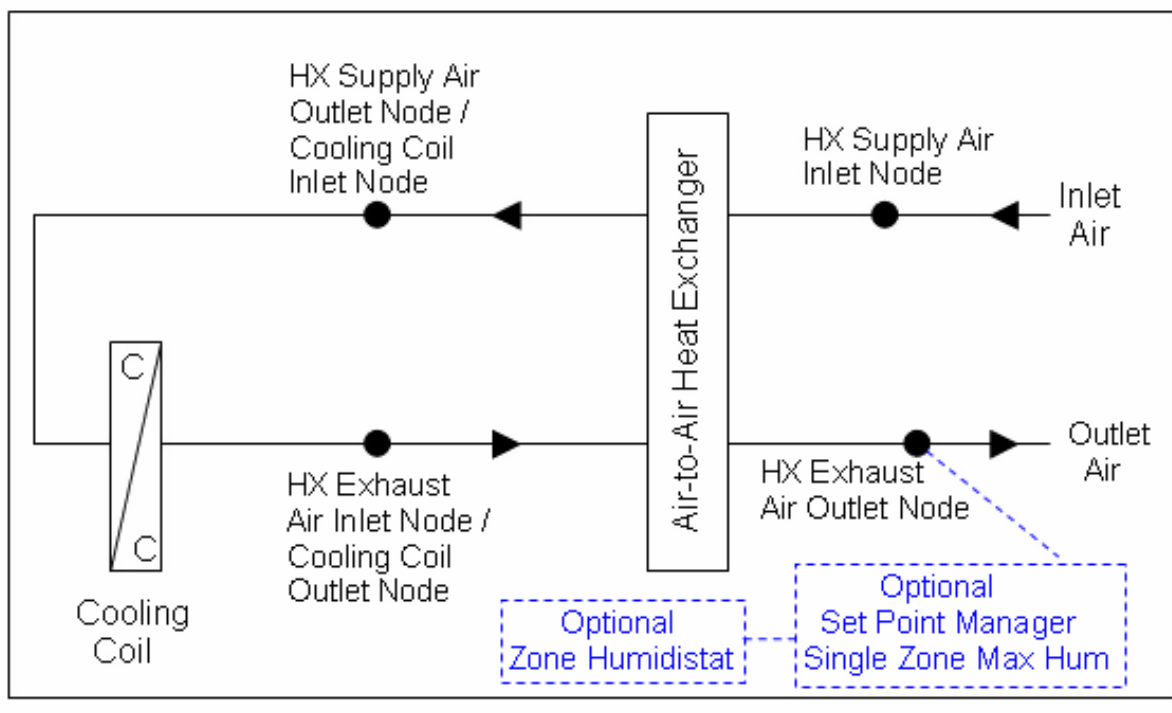 HX Supply Air
Outlet Node /
Cooling Coil
Inlet Node
HX Supply Air
Inlet Node
Inlet
Air
Air-to-Air Heat Exchanger
C
C
Cooling
Coil
HX Exhaust
Air Inlet Node /
Cooling Coil
Outlet Node
HX Exhaust
Air Outlet Node
Outlet
Air
Optional
Zone Humidistat
Optional
Set Point Manager
Single Zone Max Hum